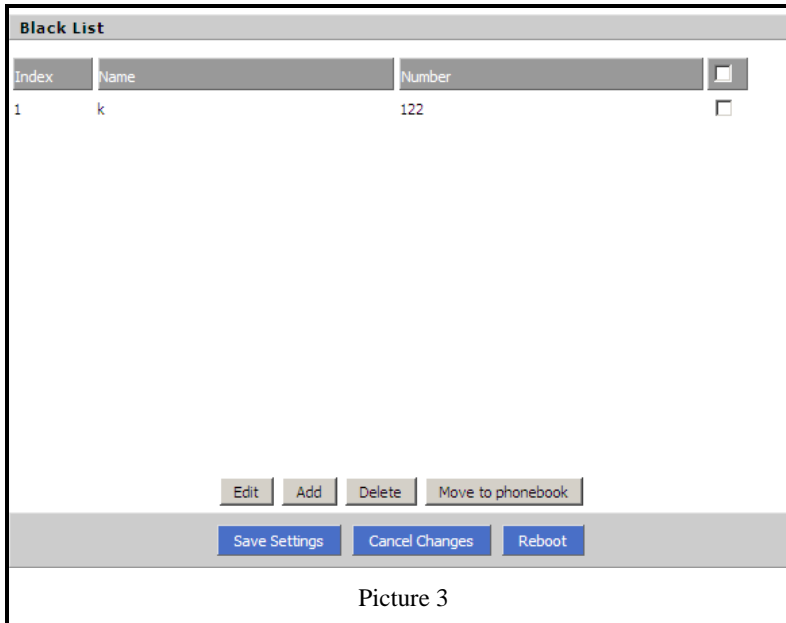 Black List
Index Name Number
1 k 122
Edit Add Delete Move to phonebook
Save Settings Cancel Changes Reboot
Picture 3